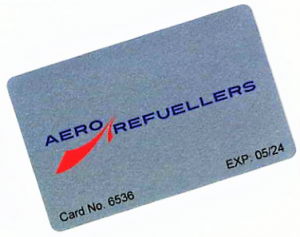 AERO REFUELLERS
Card No. 6536
EXP: 05/24